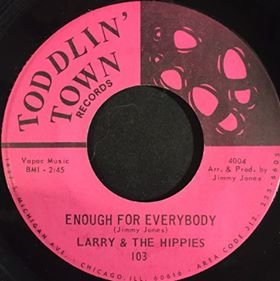 TODDLIN'
TOWN
RECORDS
Vapac Music
BMI - 2:45
4004
Arr. & Prod. by
Jimmy Jones
ENOUGH FOR EVERYBODY
(Jimmy Jones)
LARRY & THE HIPPIES
103
MICHIGAN AVE. - CHICAGO, ILL. 60616 - AREA CODE 312